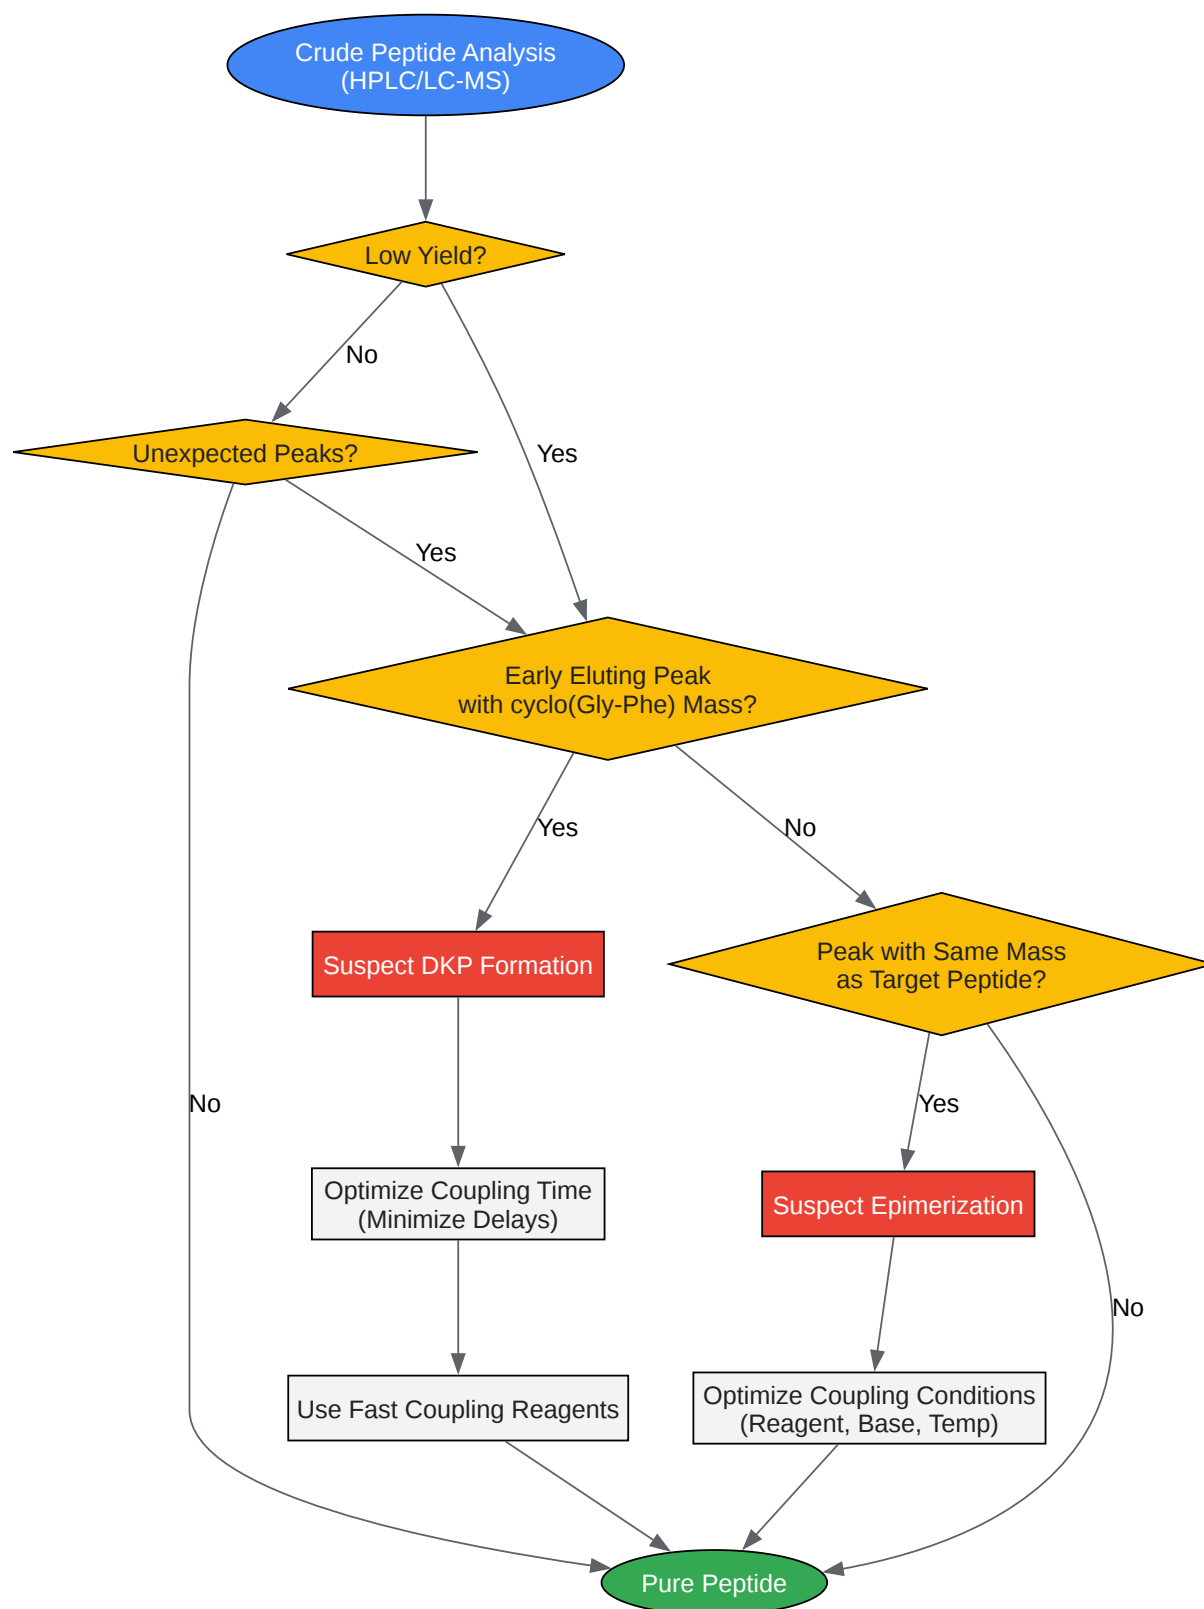 Crude Peptide Analysis
(HPLC/LC-MS)
Low Yield?
No
Yes
Unexpected Peaks?
Yes
Early Eluting Peak
with cyclo(Gly-Phe) Mass?
Yes
No
Suspect DKP Formation
Peak with Same Mass
as Target Peptide?
No
Yes
Optimize Coupling Time
(Minimize Delays)
Suspect Epimerization
No
Use Fast Coupling Reagents
Optimize Coupling Conditions
(Reagent, Base, Temp)
Pure Peptide